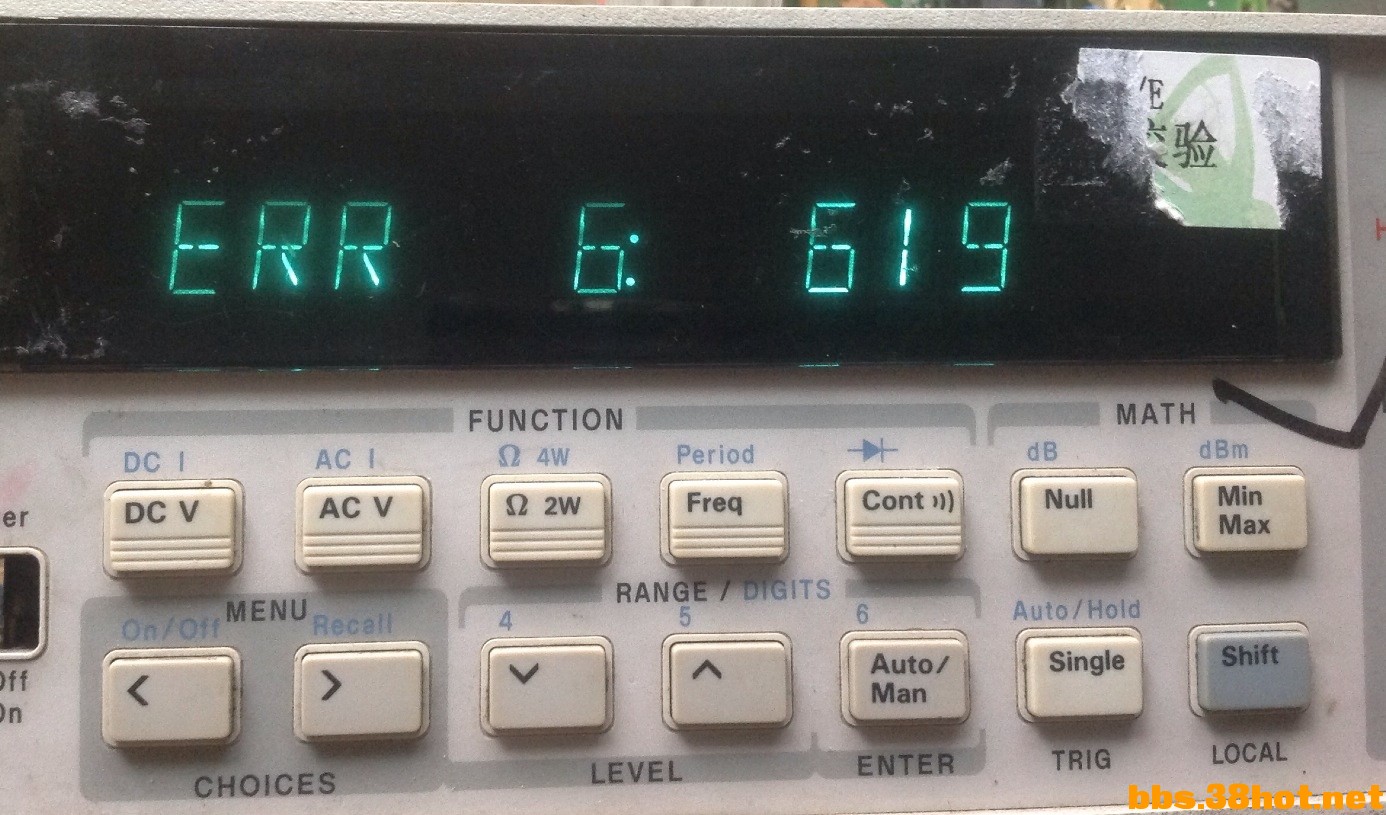 验
ERR 6: 619
FUNCTION MATH
DC I AC I Ω 4W Period dB dBm
DC V AC V Ω 2W Freq Cont))) Null Min
Max
er
MENU RANGE / DIGITS
On/Off Recall 4 5 6 Auto/Hold
< > ∨ ∧ Auto/
Man Single Shift
Off
On
CHOICES LEVEL ENTER TRIG LOCAL
bbs.38hot.net